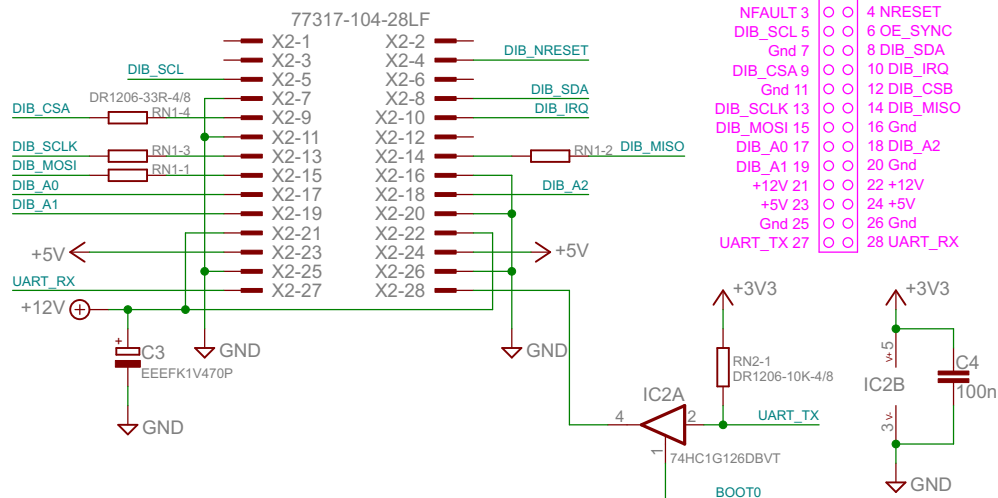 77317-104-28LF
X2-1
X2-2
X2-3
X2-4
DIB_NRESET
DIB_SCL
X2-5
X2-6
X2-7
X2-8
DIB_SDA
DR1206-33R-4/8
DIB_CSA
RN1-4
X2-9
X2-10
DIB_IRQ
X2-11
X2-12
DIB_SCLK
RN1-3
X2-13
X2-14
RN1-2
DIB_MISO
DIB_MOSI
RN1-1
X2-15
X2-16
DIB_A0
X2-17
X2-18
DIB_A2
DIB_A1
X2-19
X2-20
X2-21
X2-22
+5V
X2-23
X2-24
+5V
X2-25
X2-26
UART_RX
X2-27
X2-28
+12V
+
C3
EEEFK1V470P
GND
GND
GND
NFAULT 3
4 NRESET
DIB_SCL 5
6 OE_SYNC
Gnd 7
8 DIB_SDA
DIB_CSA 9
10 DIB_IRQ
Gnd 11
12 DIB_CSB
DIB_SCLK 13
14 DIB_MISO
DIB_MOSI 15
16 Gnd
DIB_A0 17
18 DIB_A2
DIB_A1 19
20 Gnd
+12V 21
22 +12V
+5V 23
24 +5V
Gnd 25
26 Gnd
UART_TX 27
28 UART_RX
+3V3
RN2-1
DR1206-10K-4/8
IC2A
4
2
1
UART_TX
74HC1G126DBVT
BOOT0
+3V3
V+ 5
C4
IC2B
100n
3 V-
GND